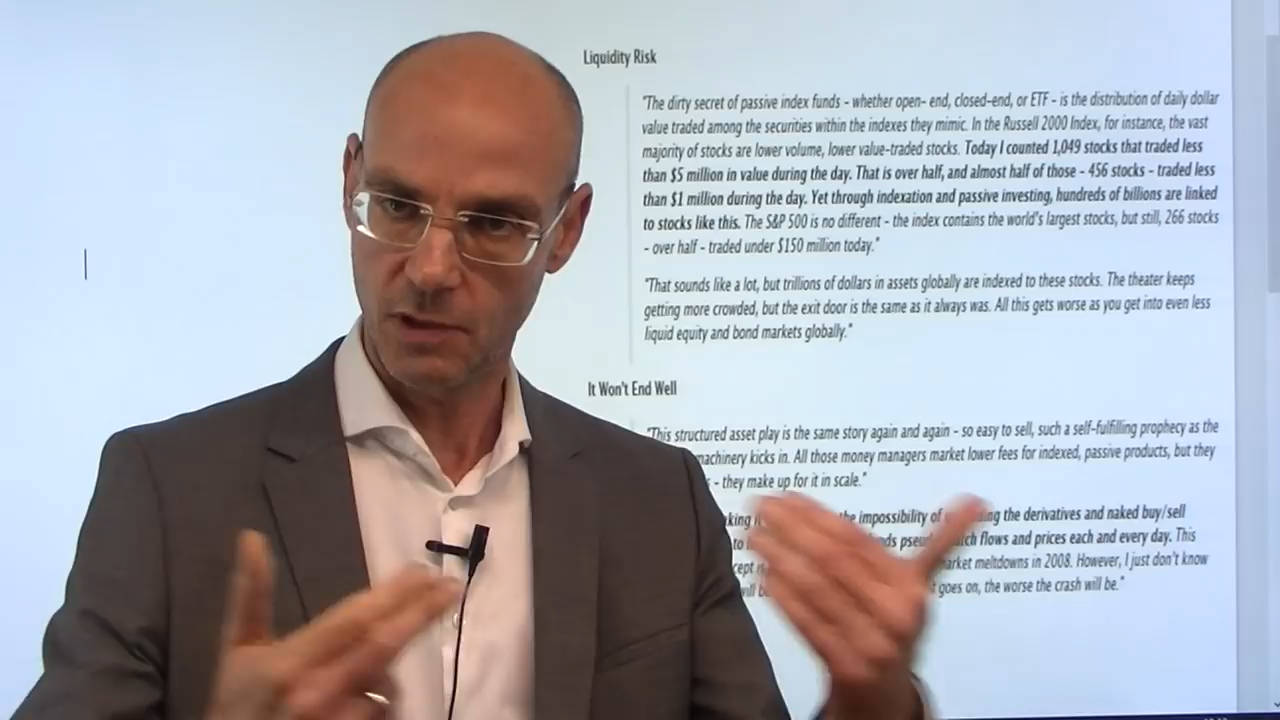 Liquidity Risk
"The dirty secret of passive index funds - whether open- end, closed-end, or ETF - is the distribution of daily dollar
value traded among the securities within the indexes they mimic. In the Russell 2000 Index, for instance, the vast
majority of stocks are lower volume, lower value-traded stocks. Today I counted 1,049 stocks that traded less
than $5 million in value during the day. That is over half, and almost half of those - 456 stocks - traded less
than $1 million during the day. Yet through indexation and passive investing, hundreds of billions are linked
to stocks like this. The S&P 500 is no different - the index contains the world's largest stocks, but still, 266 stocks
- over half - traded under $150 million today."
"That sounds like a lot, but trillions of dollars in assets globally are indexed to these stocks. The theater keeps
getting more crowded, but the exit door is the same as it always was. All this gets worse as you get into even less
liquid equity and bond markets globally."
It Won't End Well
"This structured asset play is the same story again and again - so easy to sell, such a self-fulfilling prophecy as the
machinery kicks in. All those money managers market lower fees for indexed, passive products, but they
- they make up for it in scale."
the impossibility of the derivatives and naked buy/sell
flows and prices each and every day. This
market meltdowns in 2008. However, I just don't know
goes on, the worse the crash will be."